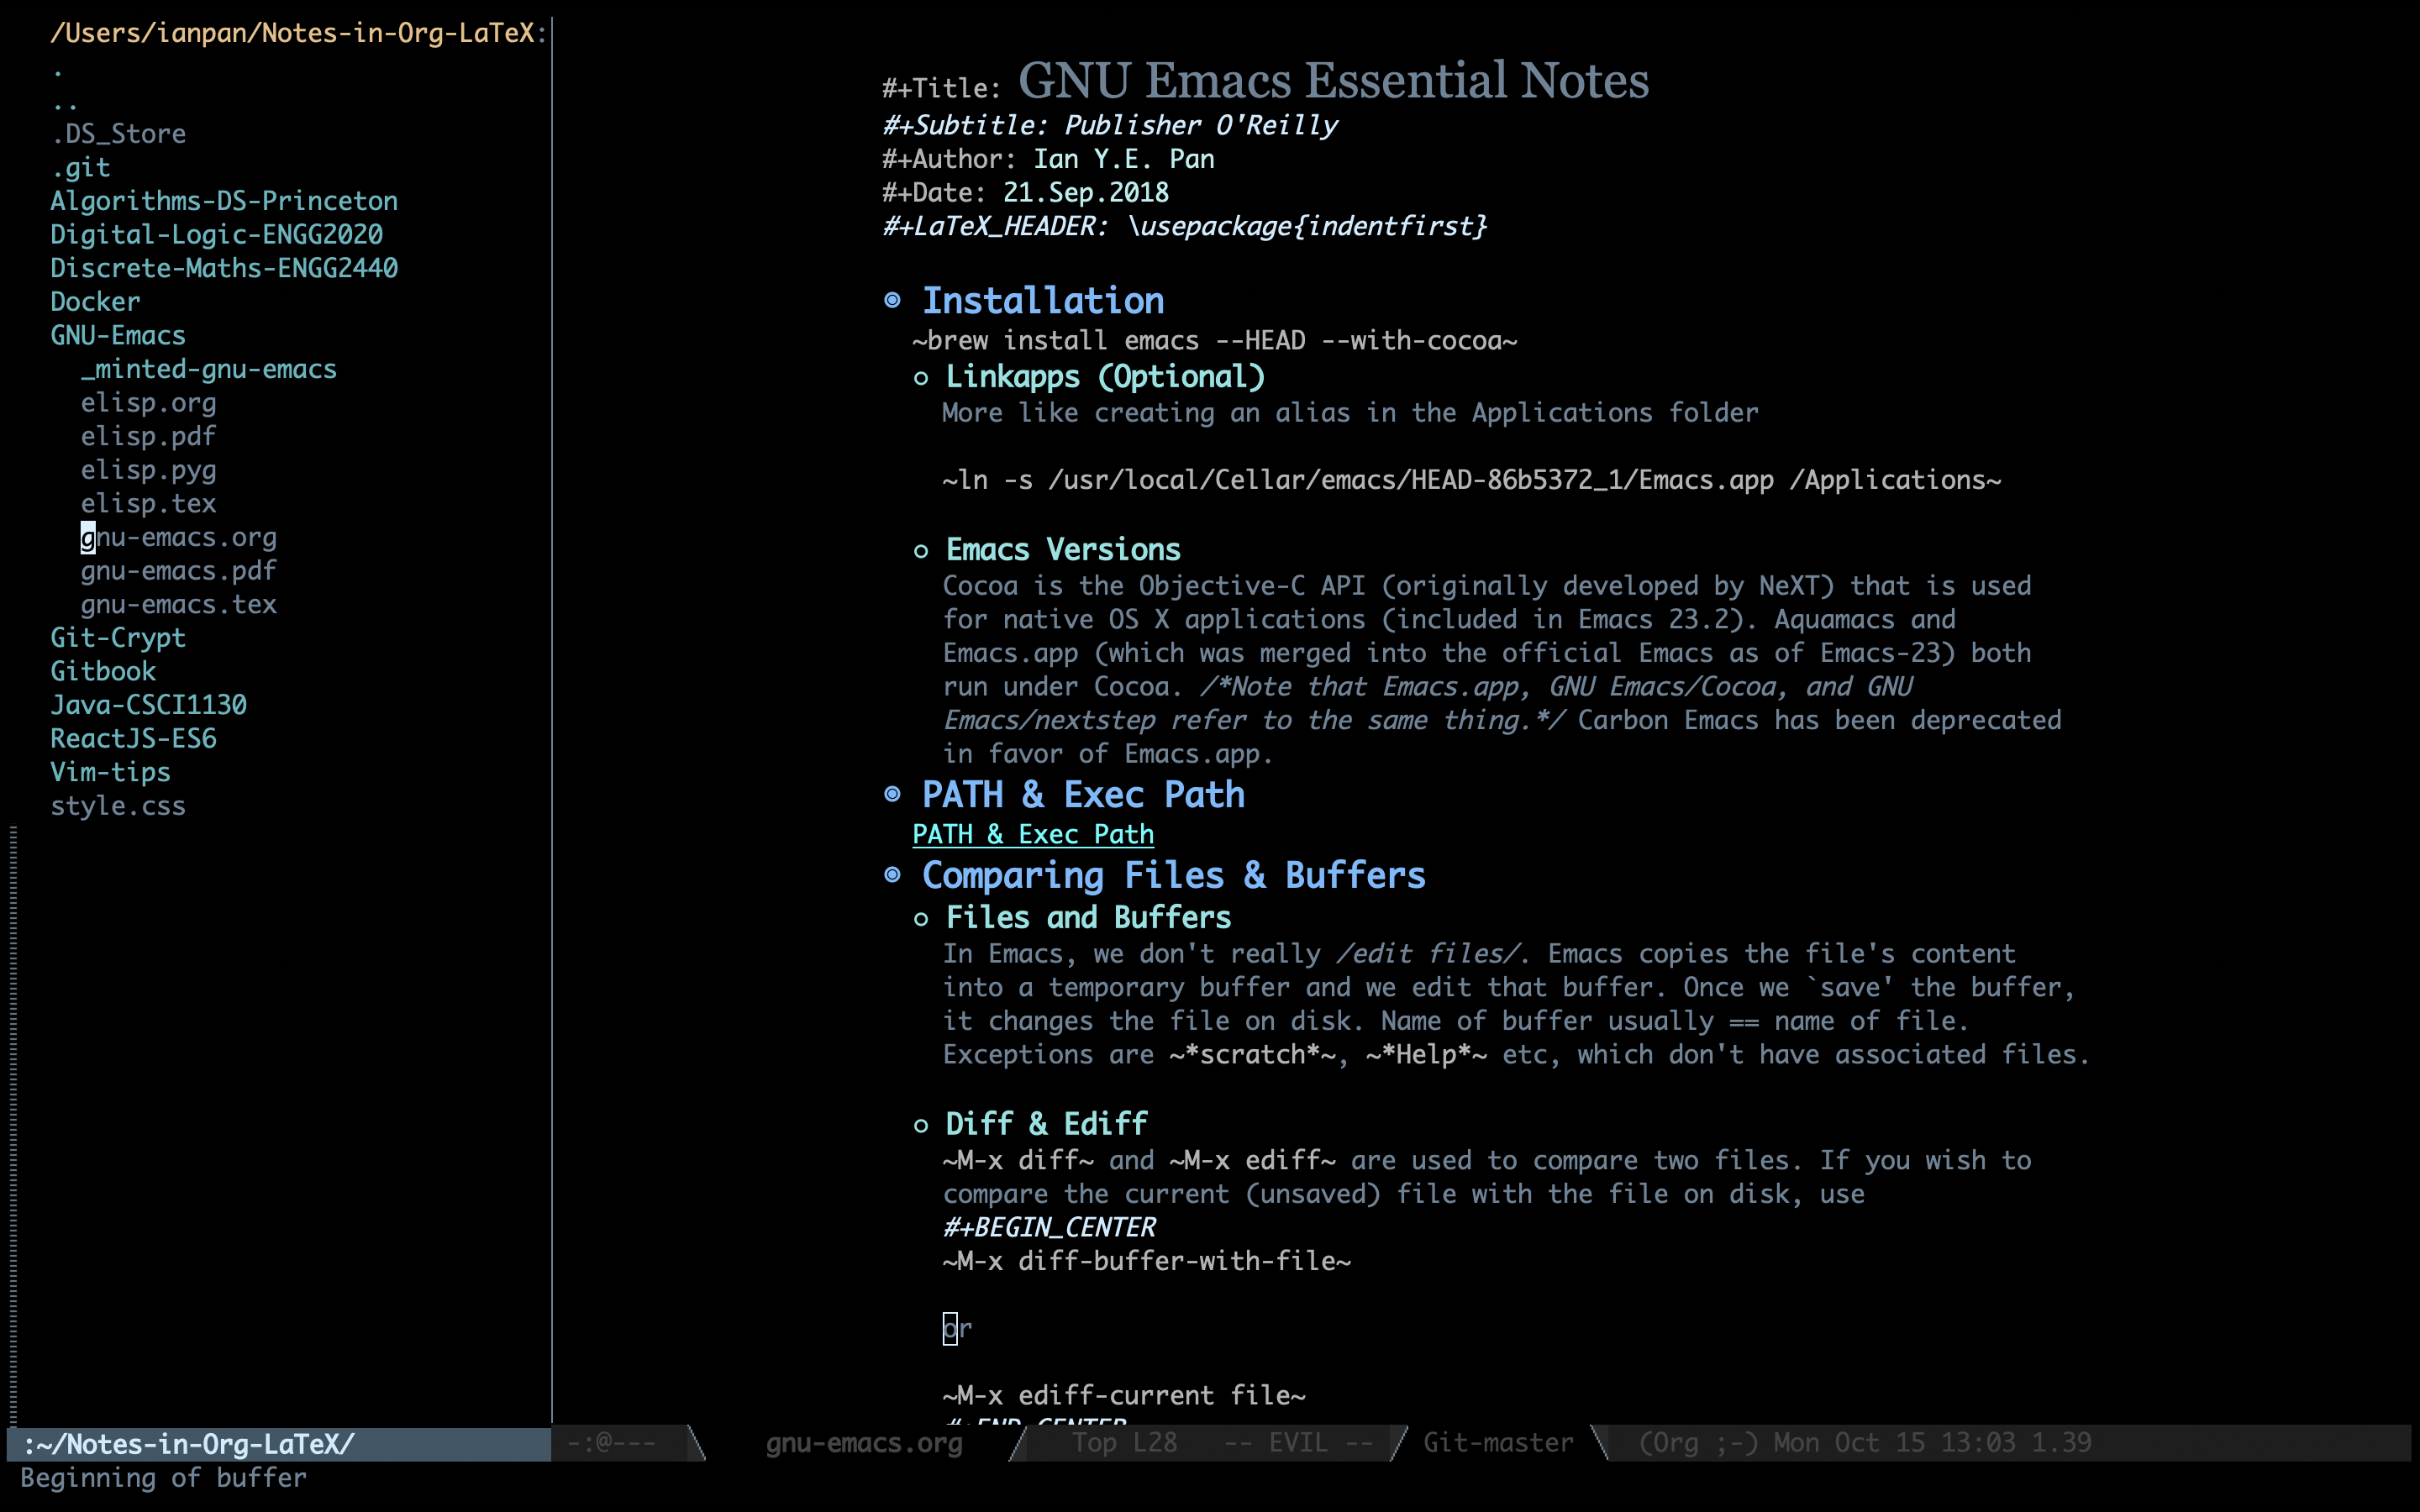 /Users/ianpan/Notes-in-Org-LaTeX:
.
..
.DS_Store
.git
Algorithms-DS-Princeton
Digital-Logic-ENGG2020
Discrete-Maths-ENGG2440
Docker
GNU-Emacs
_minted-gnu-emacs
elisp.org
elisp.pdf
elisp.pyg
elisp.tex
gnu-emacs.org
gnu-emacs.pdf
gnu-emacs.tex
Git-Crypt
Gitbook
Java-CSCI1130
ReactJS-ES6
Vim-tips
style.css
:~/Notes-in-Org-LaTeX/
#+Title: GNU Emacs Essential Notes
#+Subtitle: Publisher O'Reilly
#+Author: Ian Y.E. Pan
#+Date: 21.Sep.2018
#+LaTeX_HEADER: \usepackage{indentfirst}
◉ Installation
~brew install emacs --HEAD --with-cocoa~
○ Linkapps (Optional)
More like creating an alias in the Applications folder
~ln -s /usr/local/Cellar/emacs/HEAD-86b5372_1/Emacs.app /Applications~
○ Emacs Versions
Cocoa is the Objective-C API (originally developed by NeXT) that is used
for native OS X applications (included in Emacs 23.2). Aquamacs and
Emacs.app (which was merged into the official Emacs as of Emacs-23) both
run under Cocoa. /*Note that Emacs.app, GNU Emacs/Cocoa, and GNU
Emacs/nextstep refer to the same thing.*/ Carbon Emacs has been deprecated
in favor of Emacs.app.
◉ PATH & Exec Path
PATH & Exec Path
◉ Comparing Files & Buffers
○ Files and Buffers
In Emacs, we don't really /edit files/. Emacs copies the file's content
into a temporary buffer and we edit that buffer. Once we `save' the buffer,
it changes the file on disk. Name of buffer usually == name of file.
Exceptions are ~*scratch*~, ~*Help*~ etc, which don't have associated files.
○ Diff & Ediff
~M-x diff~ and ~M-x ediff~ are used to compare two files. If you wish to
compare the current (unsaved) file with the file on disk, use
#+BEGIN_CENTER
~M-x diff-buffer-with-file~
or
~M-x ediff-current file~
#+END_CENTER
-:@--- gnu-emacs.org Top L28 -- EVIL -- Git-master (Org ;-) Mon Oct 15 13:03 1.39
Beginning of buffer